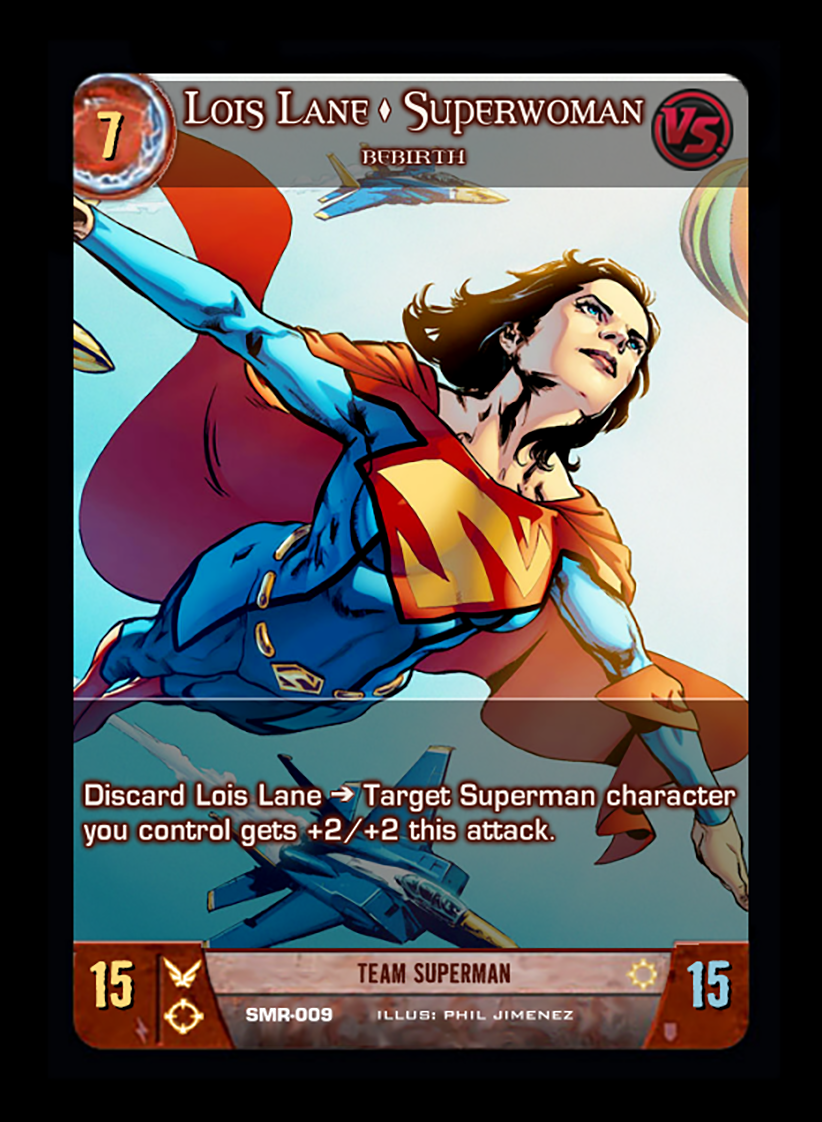 7
Lois Lane ♦ Superwoman
VS.
REBIRTH
Discard Lois Lane → Target Superman character
you control gets +2/+2 this attack.
15
TEAM SUPERMAN
15
SMR-009 ILLUS: PHIL JIMENEZ